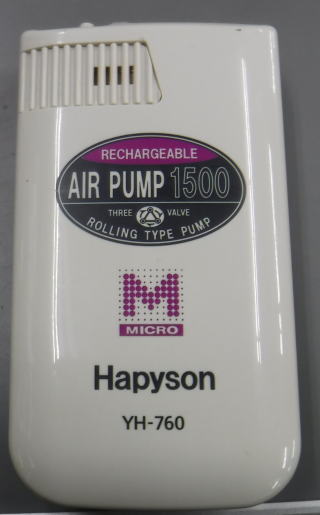 RECHARGEABLE
AIR PUMP 1500
THREE VALVE
ROLLING TYPE PUMP
M
MICRO
Hapyson
YH-760